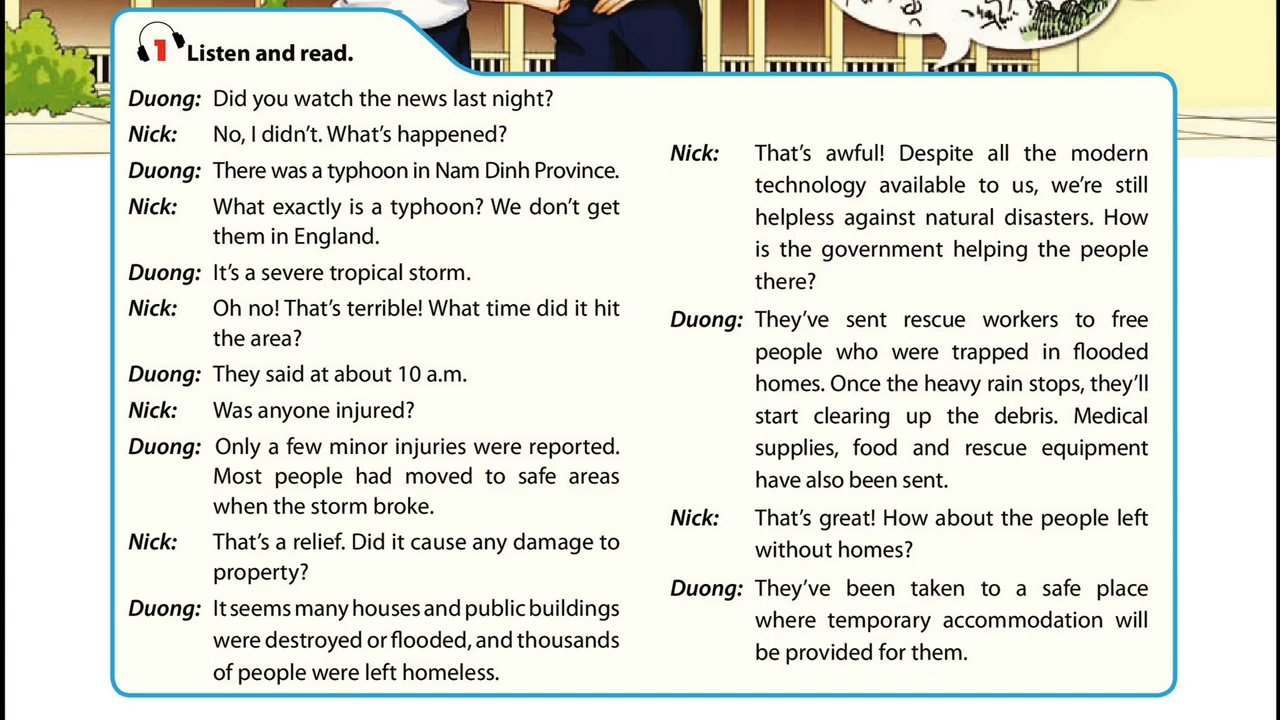 1 Listen and read.
Duong: Did you watch the news last night?
Nick: No, I didn't. What's happened?
Duong: There was a typhoon in Nam Dinh Province.
Nick: What exactly is a typhoon? We don't get
them in England.
Duong: It's a severe tropical storm.
Nick: Oh no! That's terrible! What time did it hit
the area?
Duong: They said at about 10 a.m.
Nick: Was anyone injured?
Duong: Only a few minor injuries were reported.
Most people had moved to safe areas
when the storm broke.
Nick: That's a relief. Did it cause any damage to
property?
Duong: It seems many houses and public buildings
were destroyed or flooded, and thousands
of people were left homeless.
Nick: That's awful! Despite all the modern
technology available to us, we're still
helpless against natural disasters. How
is the government helping the people
there?
Duong: They've sent rescue workers to free
people who were trapped in flooded
homes. Once the heavy rain stops, they'll
start clearing up the debris. Medical
supplies, food and rescue equipment
have also been sent.
Nick: That's great! How about the people left
without homes?
Duong: They've been taken to a safe place
where temporary accommodation will
be provided for them.